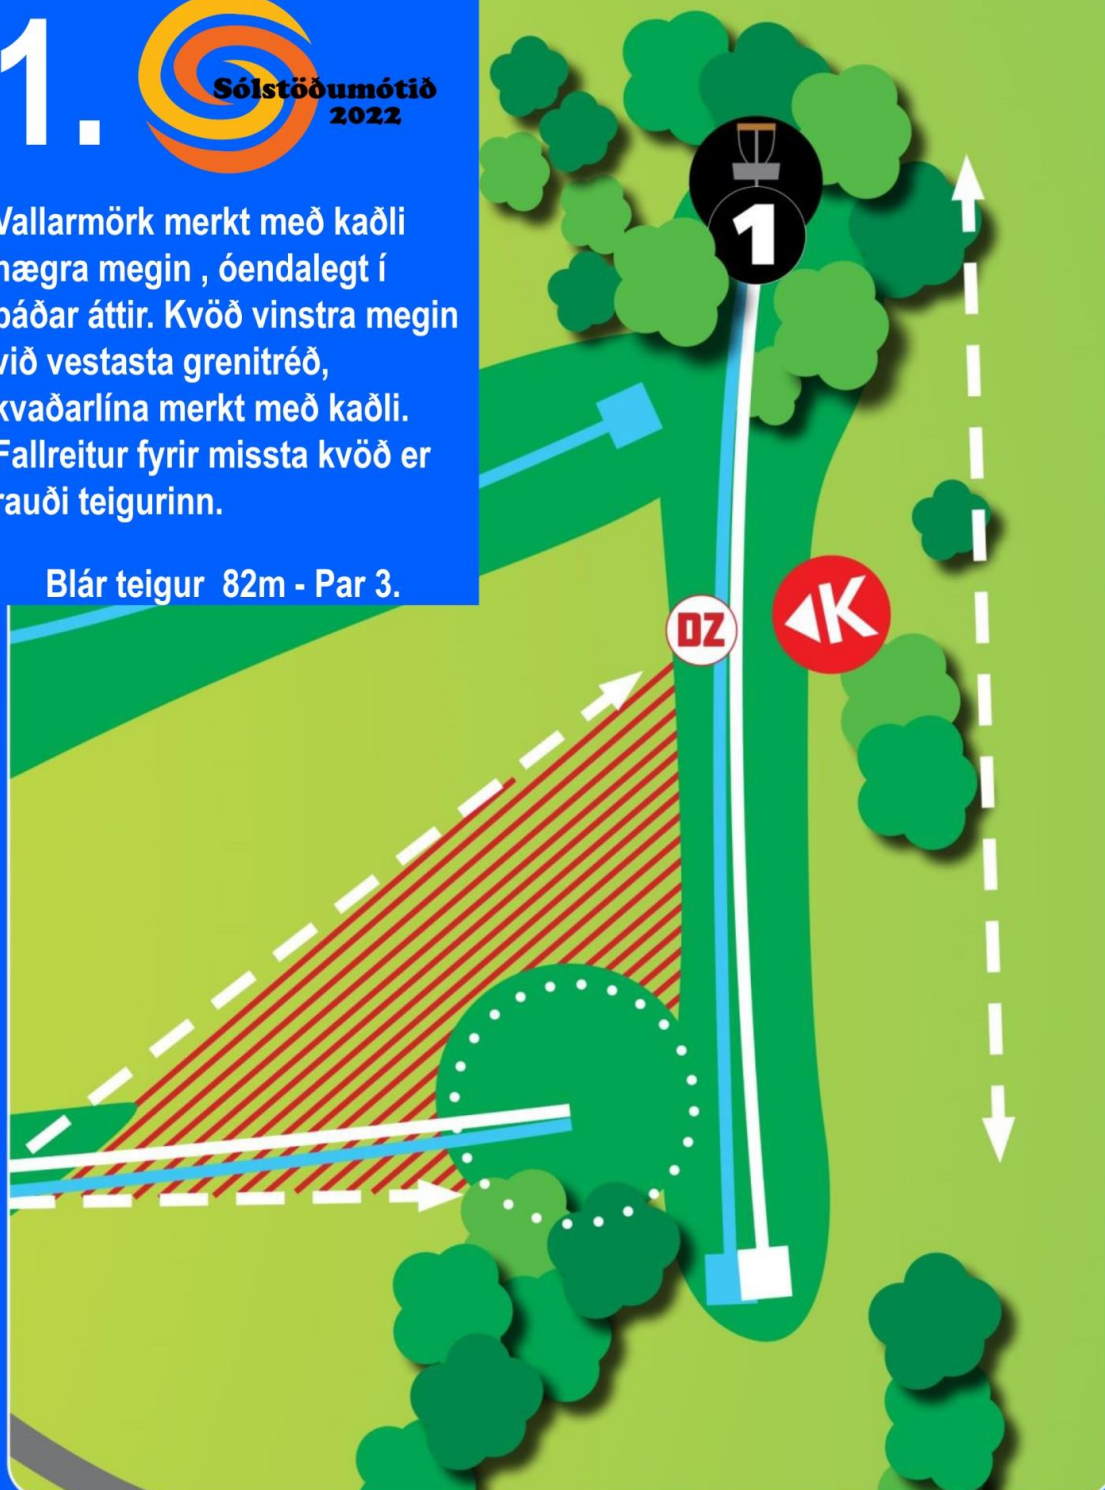 1.
Sólstöðumótið
2022
Vallarmörk merkt með kaðli
hægra megin , óendalegt í
báðar áttir. Kvöð vinstra megin
við vestasta grenitréð,
kvaðarlína merkt með kaðli.
Fallreitur fyrir missta kvöð er
rauði teigurinn.
Blár teigur 82m - Par 3.
1
DZ
K